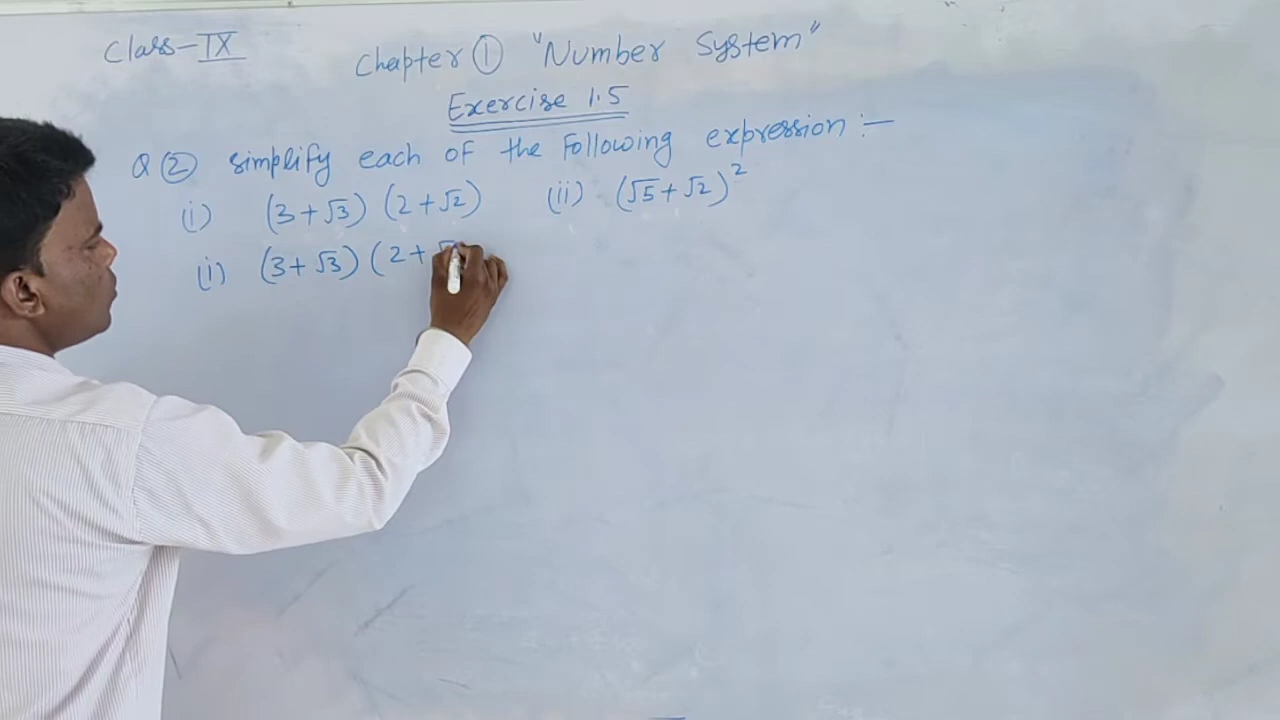 Class-IX
Chapter ① "Number System"
Exercise 1.5
Q ② simplify each of the Following expression :-
(i) (3+√3) (2+√2) (ii) (√5+√2)²
(i) (3+√3) (2+